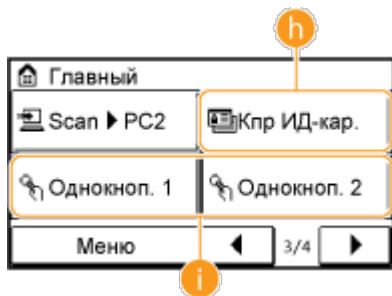 h
Главный
Scan ▶ PC2 Кпр ИД-кар.
Однокноп. 1 Однокноп. 2
Меню ◀ 3/4 ▶
i